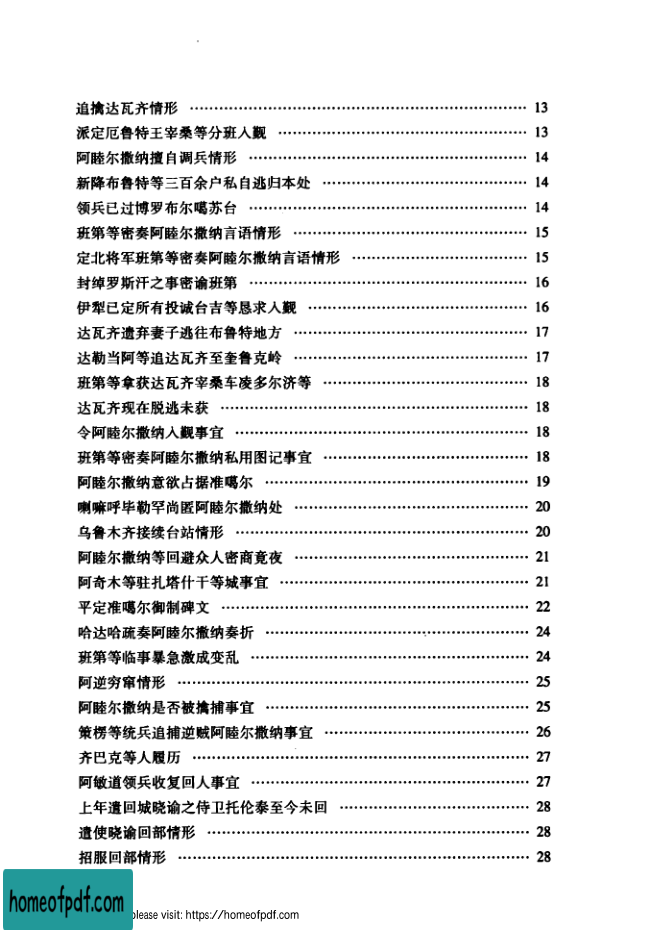 追擒达瓦齐情形 …… 13
派定厄鲁特王宰桑等分班入觐 …… 13
阿睦尔撒纳擅自调兵情形 …… 14
新降布鲁特等三百余户私自逃归本处 …… 14
领兵已过博罗布尔噶苏台 …… 14
班第等密奏阿睦尔撒纳言语情形 …… 15
定北将军班第等密奏阿睦尔撒纳言语情形 …… 15
封绰罗斯汗之事密谕班第 …… 16
伊犁已定所有投诚台吉等恳求入觐 …… 16
达瓦齐遗弃妻子逃往布鲁特地方 …… 17
达勒当阿等追达瓦齐至奎鲁克岭 …… 17
班第等拿获达瓦齐宰桑车凌多尔济等 …… 18
达瓦齐现在脱逃未获 …… 18
令阿睦尔撒纳入觐事宜 …… 18
班第等密奏阿睦尔撒纳私用图记事宜 …… 18
阿睦尔撒纳意欲占据准噶尔 …… 19
喇嘛呼毕勒罕尚匿阿睦尔撒纳处 …… 20
乌鲁木齐接续台站情形 …… 20
阿睦尔撒纳等回避众人密商竟夜 …… 21
阿奇木等驻扎塔什干等城事宜 …… 21
平定准噶尔御制碑文 …… 22
哈达哈疏奏阿睦尔撒纳奏折 …… 24
班第等临事暴急激成变乱 …… 24
阿逆穷窜情形 …… 25
阿睦尔撒纳是否被擒捕事宜 …… 25
策楞等统兵追捕逆贼阿睦尔撒纳事宜 …… 26
齐巴克等人履历 …… 27
阿敏道领兵收复回人事宜 …… 27
上年遣回城晓谕之侍卫托伦泰至今未回 …… 28
遣使晓谕回部情形 …… 28
招服回部情形 …… 28
homeofpdf.com
please visit: https://homeofpdf.com